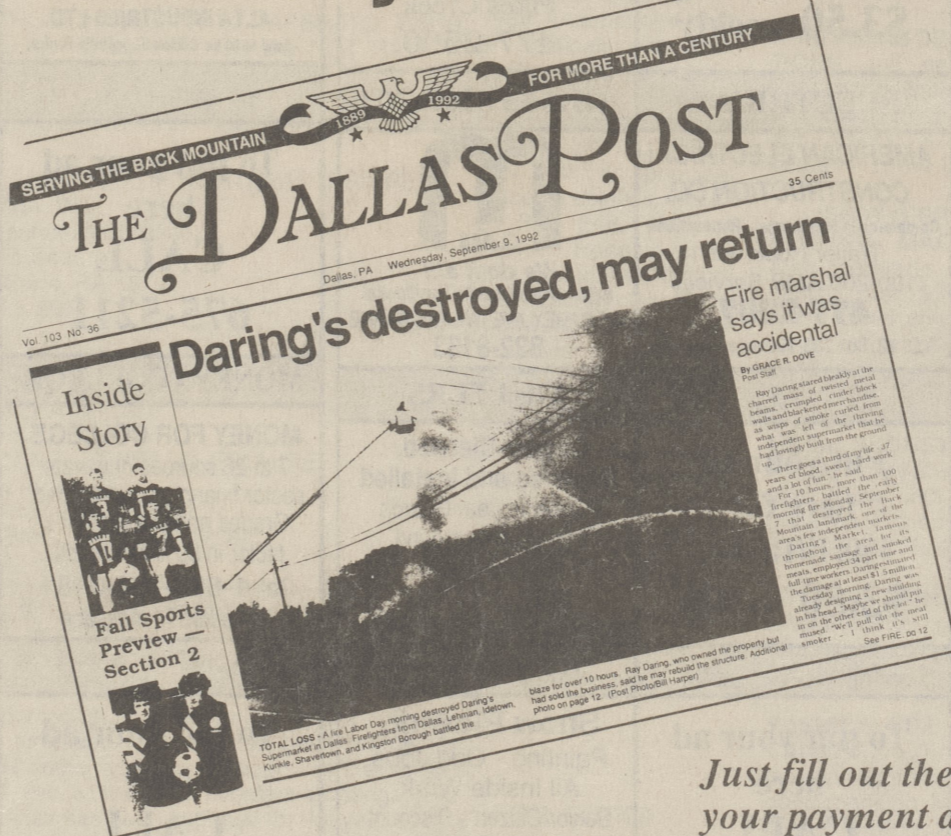 SERVING THE BACK MOUNTAIN
1889
1992
FOR MORE THAN A CENTURY
THE DALLAS POST
35 Cents
Dallas, PA Wednesday, September 9, 1992
Vol. 103 No. 36
Daring's destroyed, may return
Inside
Story
Fall Sports
Preview —
Section 2
Fire marshal
says it was
accidental
By GRACE R. DOVE
Post Staff
Ray Daring stared bleakly at the
charred mass of twisted metal
beams, crumpled cinder block
walls and blackened merchandise,
as wisps of smoke curled from
what was left of the thriving
independent supermarket that he
had lovingly built from the ground
up.
"There goes a third of my life - 37
years of blood, sweat, hard work
and a lot of fun," he said.
For 10 hours, more than 100
firefighters battled the early
morning fire Monday, September
7 that destroyed the Back
Mountain landmark, one of the
area's few independent markets.
Daring's Market, famous
throughout the area for its
homemade sausage and smoked
meats, employed 34 part time and
full-time workers. Daring estimated
the damage at at least $1.5 million.
Tuesday morning, Daring was
already designing a new building
in his head. "Maybe we should put
in on the other end of the lot," he
mused. "We'll pull out the meat
smoker - I think it's still
See FIRE, pg 12
TOTAL LOSS - A fire Labor Day morning destroyed Daring's
Supermarket in Dallas. Firefighters from Dallas, Lehman, Idetown,
Kunkle, Shavertown, and Kingston Borough battled the
blaze for over 10 hours. Ray Daring, who owned the property but
had sold the business, said he may rebuild the structure. Additional
photo on page 12. (Post Photo/Bill Harper)
Just fill out the
your payment